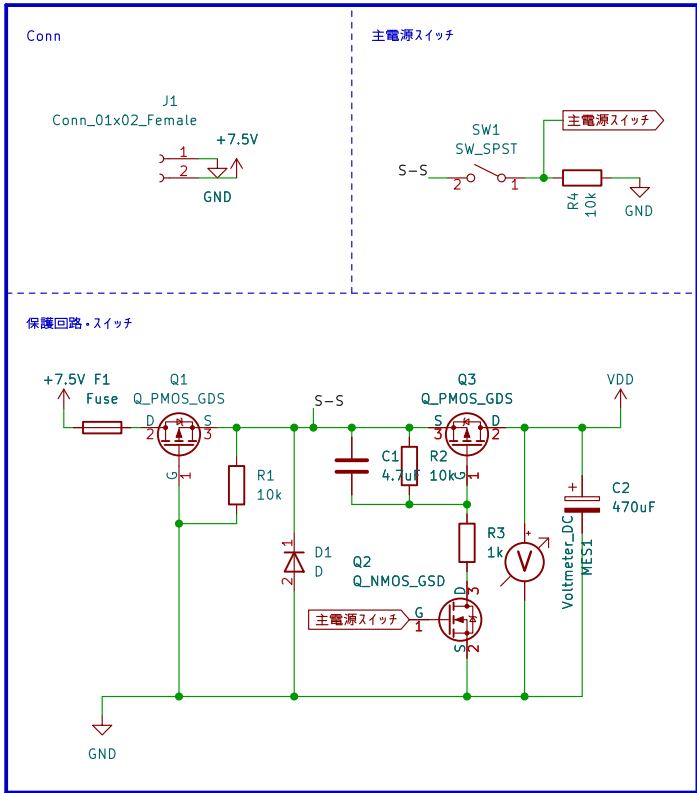 Conn
J1
Conn_01x02_Female
1
2
+7.5V
GND
主電源スイッチ
主電源スイッチ
SW1
SW_SPST
S-S
2
1
R4
10k
GND
保護回路・スイッチ
+7.5V
F1
Fuse
Q1
Q_PMOS_GDS
D
2
S
3
G
1
R1
10k
S-S
D1
D
1
2
C1
4.7uF
R2
10k
Q3
Q_PMOS_GDS
S
3
D
2
G
1
R3
1k
Q2
Q_NMOS_GSD
主電源スイッチ
G
1
D
3
S
2
+
V
Voltmeter_DC
MES1
VDD
+
C2
470uF
GND